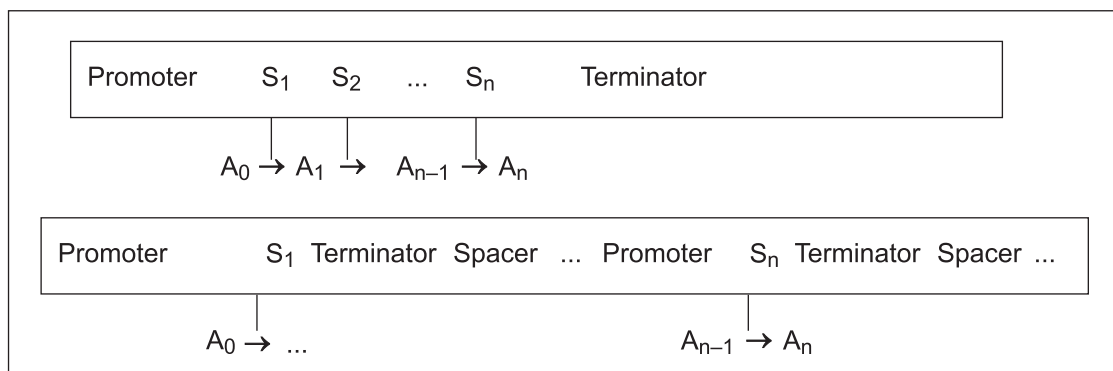 Promoter S1 S2 ... Sn Terminator
A0 → A1 → An–1 → An
Promoter S1 Terminator Spacer ... Promoter Sn Terminator Spacer ...
A0 → ... An–1 → An